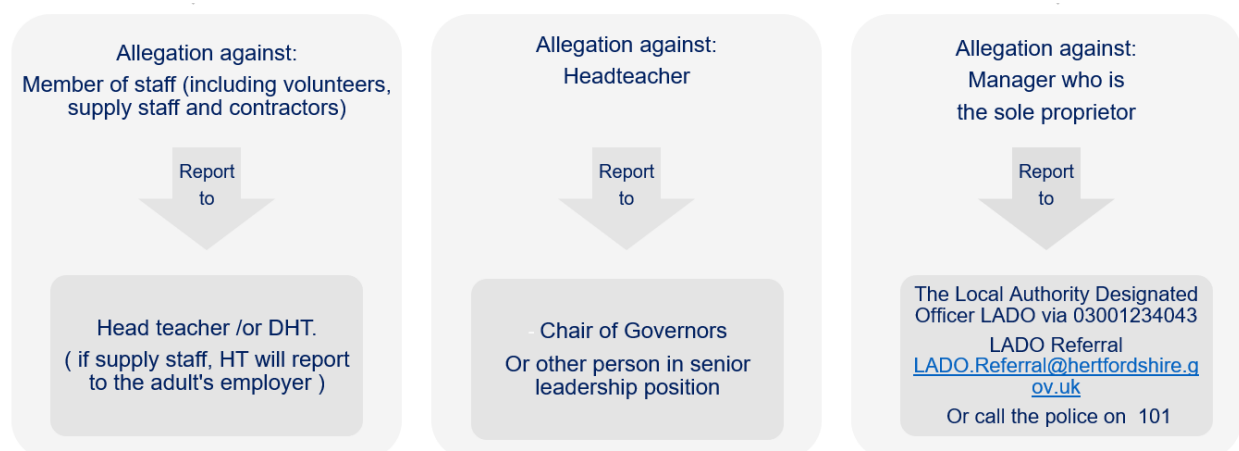 Allegation against:
Member of staff (including volunteers,
supply staff and contractors)
Report
to
Head teacher /or DHT.
( if supply staff, HT will report
to the adult's employer )
Allegation against:
Headteacher
Report
to
- Chair of Governors
Or other person in senior
leadership position
Allegation against:
Manager who is
the sole proprietor
Report
to
The Local Authority Designated
Officer LADO via 03001234043
LADO Referral
LADO.Referral@hertfordshire.g
ov.uk
Or call the police on 101